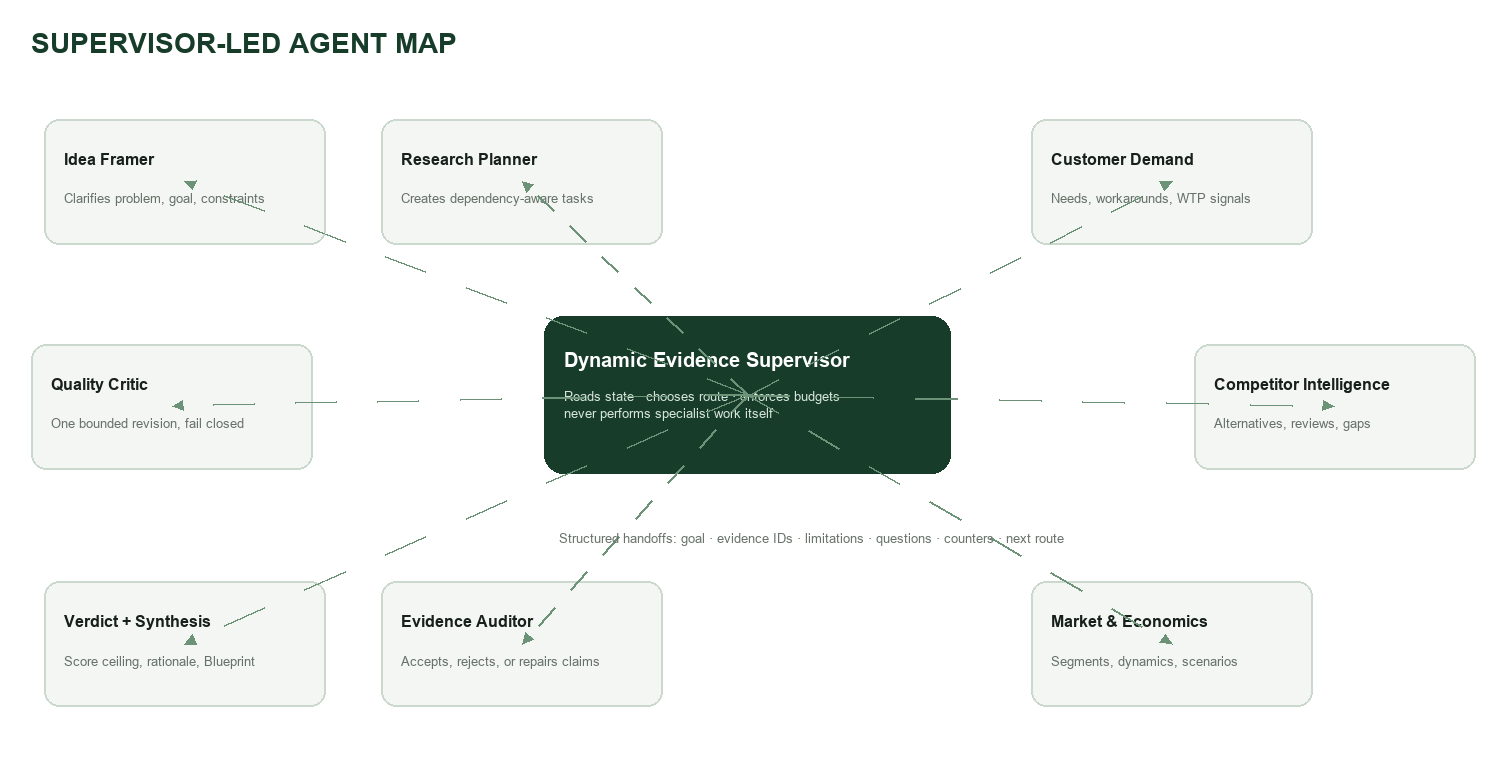 SUPERVISOR-LED AGENT MAP
Idea Framer
Clarifies problem, goal, constraints
Research Planner
Creates dependency-aware tasks
Customer Demand
Needs, workarounds, WTP signals
Quality Critic
One bounded revision, fail closed
Dynamic Evidence Supervisor
Reads state · chooses route · enforces budgets
never performs specialist work itself
Competitor Intelligence
Alternatives, reviews, gaps
Structured handoffs: goal · evidence IDs · limitations · questions · counters · next route
Verdict + Synthesis
Score ceiling, rationale, Blueprint
Evidence Auditor
Accepts, rejects, or repairs claims
Market & Economics
Segments, dynamics, scenarios